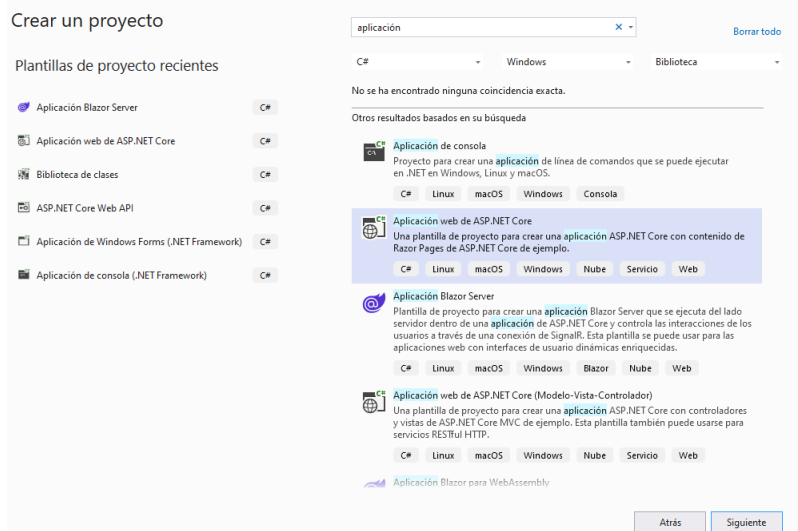 Crear un proyecto
Plantillas de proyecto recientes
Aplicación Blazor Server C#
Aplicación web de ASP.NET Core C#
Biblioteca de clases C#
ASP.NET Core Web API C#
Aplicación de Windows Forms (.NET Framework) C#
Aplicación de consola (.NET Framework) C#
aplicación
Borrar todo
C# Windows Biblioteca
No se ha encontrado ninguna coincidencia exacta.
Otros resultados basados en su búsqueda
Aplicación de consola
Proyecto para crear una aplicación de línea de comandos que se puede ejecutar
en .NET en Windows, Linux y macOS.
C# Linux macOS Windows Consola
Aplicación web de ASP.NET Core
Una plantilla de proyecto para crear una aplicación ASP.NET Core con contenido de
Razor Pages de ASP.NET Core de ejemplo.
C# Linux macOS Windows Nube Servicio Web
Aplicación Blazor Server
Plantilla de proyecto para crear una aplicación Blazor Server que se ejecuta del lado
servidor dentro de una aplicación de ASP.NET Core y controla las interacciones de los
usuarios a través de una conexión de SignalR. Esta plantilla se puede usar para las
aplicaciones web con interfaces de usuario dinámicas enriquecidas.
C# Linux macOS Windows Blazor Nube Web
Aplicación web de ASP.NET Core (Modelo-Vista-Controlador)
Una plantilla de proyecto para crear una aplicación ASP.NET Core con controladores
y vistas de ASP.NET Core MVC de ejemplo. Esta plantilla también puede usarse para
servicios RESTful HTTP.
C# Linux macOS Windows Nube Servicio Web
Aplicación Blazor para WebAssembly
Atrás Siguiente